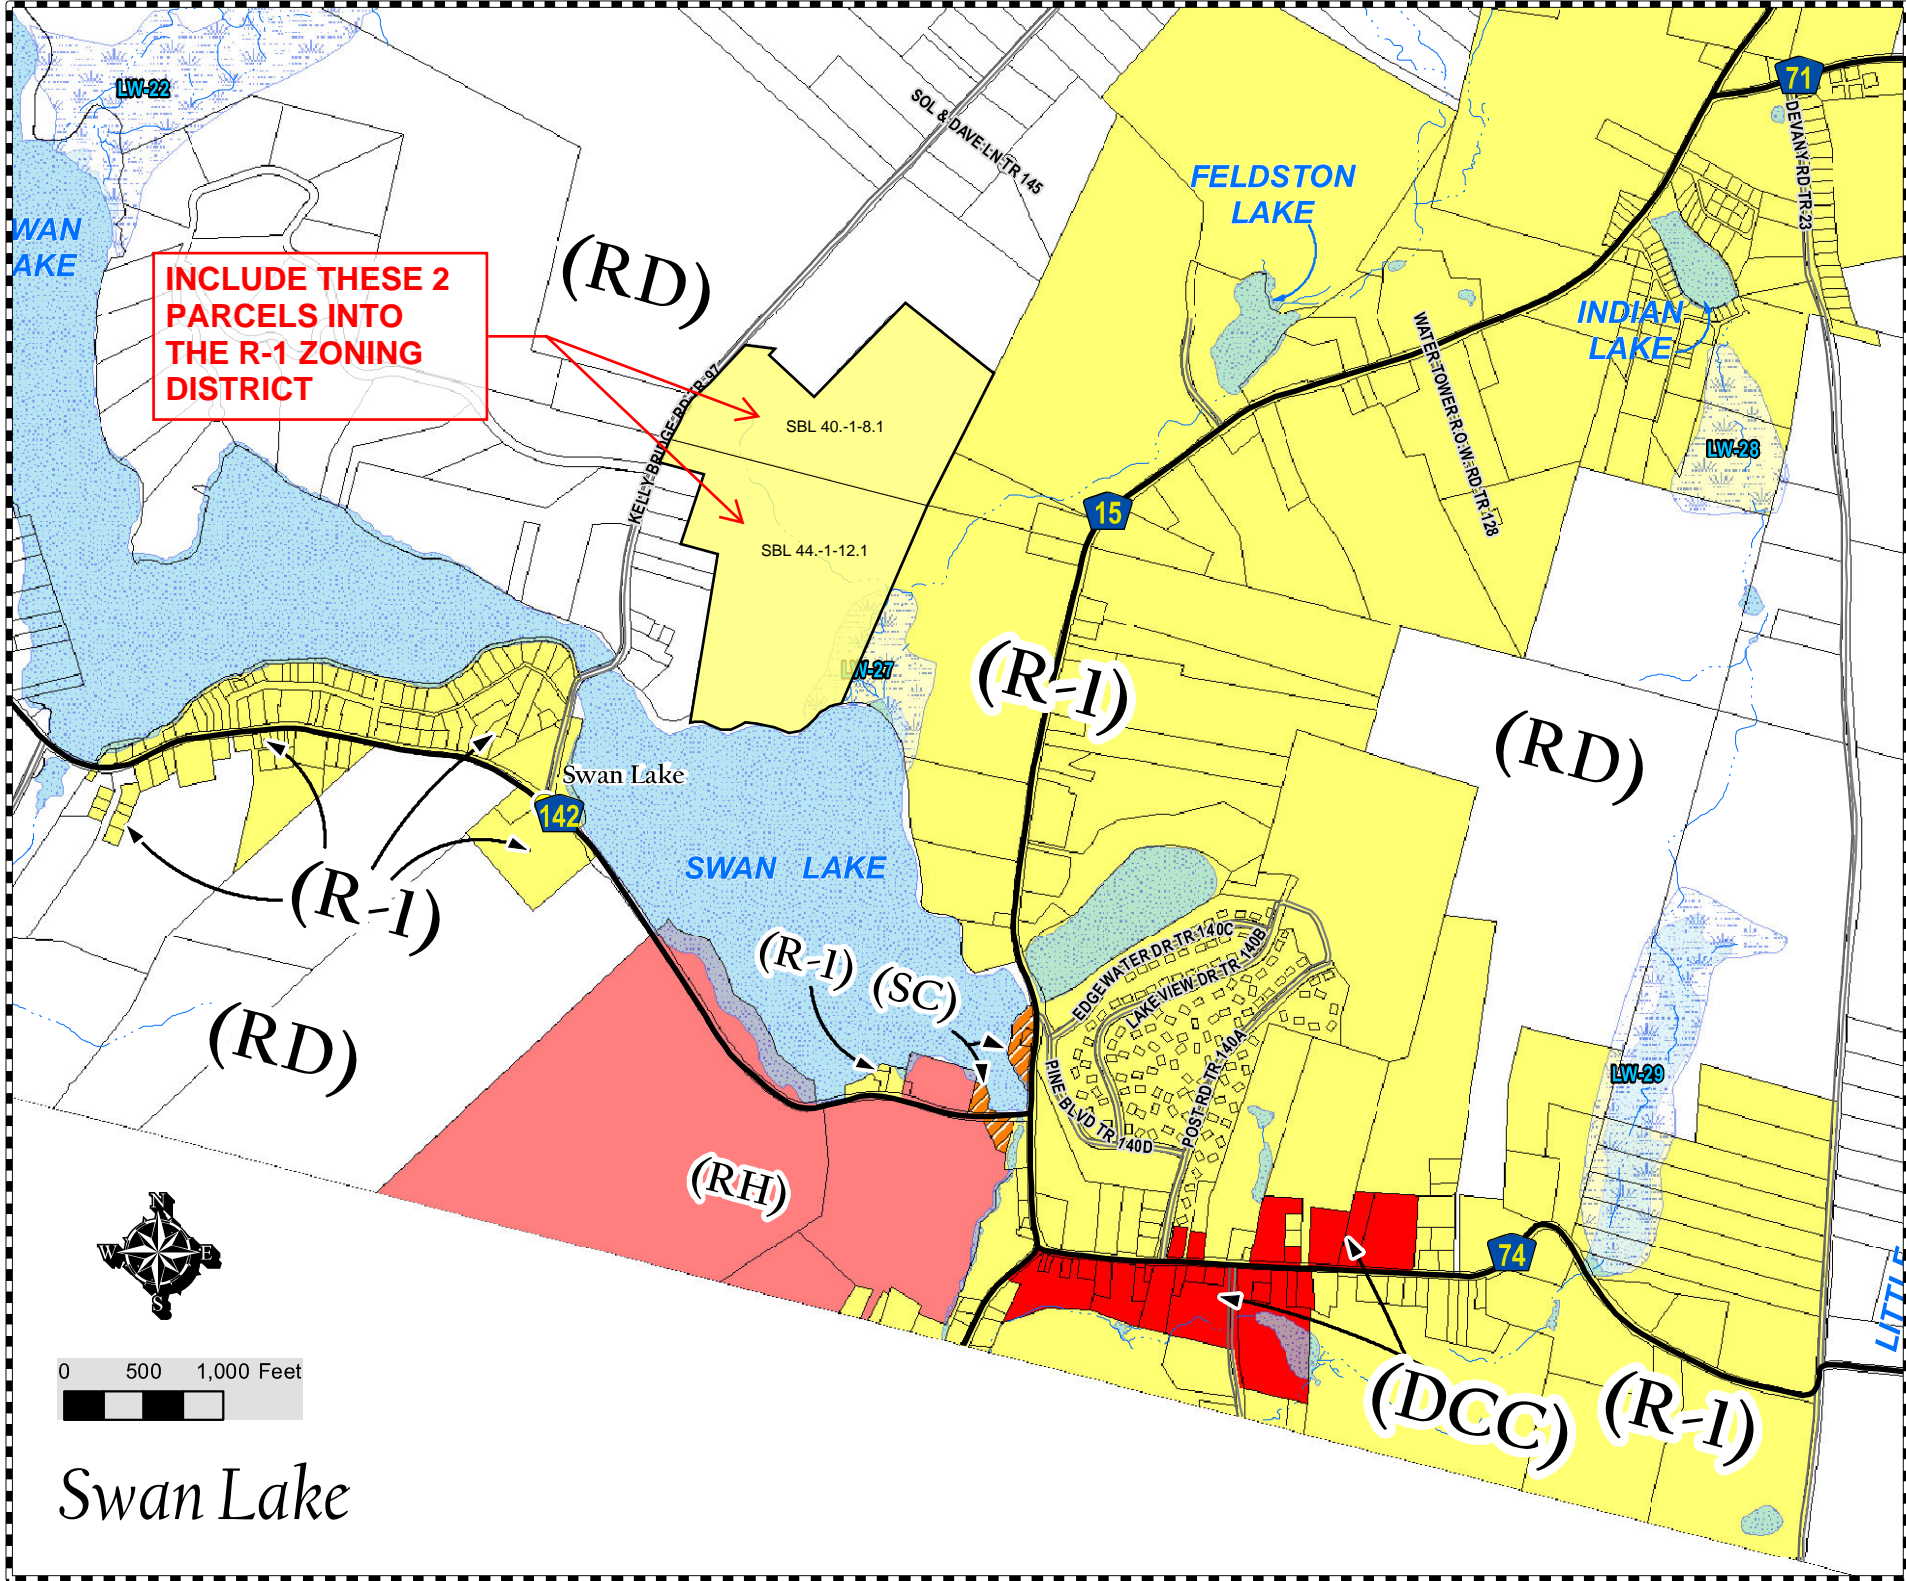 LW-22
71
SOL & DAVE LN TR 145
DEVANY RD TR 23
FELDSTON
LAKE
WAN
AKE
(RD)
INCLUDE THESE 2
PARCELS INTO
THE R-1 ZONING
DISTRICT
INDIAN
LAKE
WATER TOWER R.O.W. RD TR 128
KELLY BRIDGE RD TR 97
SBL 40.-1-8.1
LW-28
15
SBL 44.-1-12.1
LW-27
(R-1)
(RD)
Swan Lake
142
SWAN LAKE
(R-1)
EDGEWATER DR TR 140C
LAKE VIEW DR TR 140B
(R-1)
(SC)
(RD)
POST RD TR 140A
PINE BLVD TR 140D
LW-29
(RH)
N
W
E
S
74
LITTLE
0 500 1,000 Feet
(DCC)
(R-1)
Swan Lake